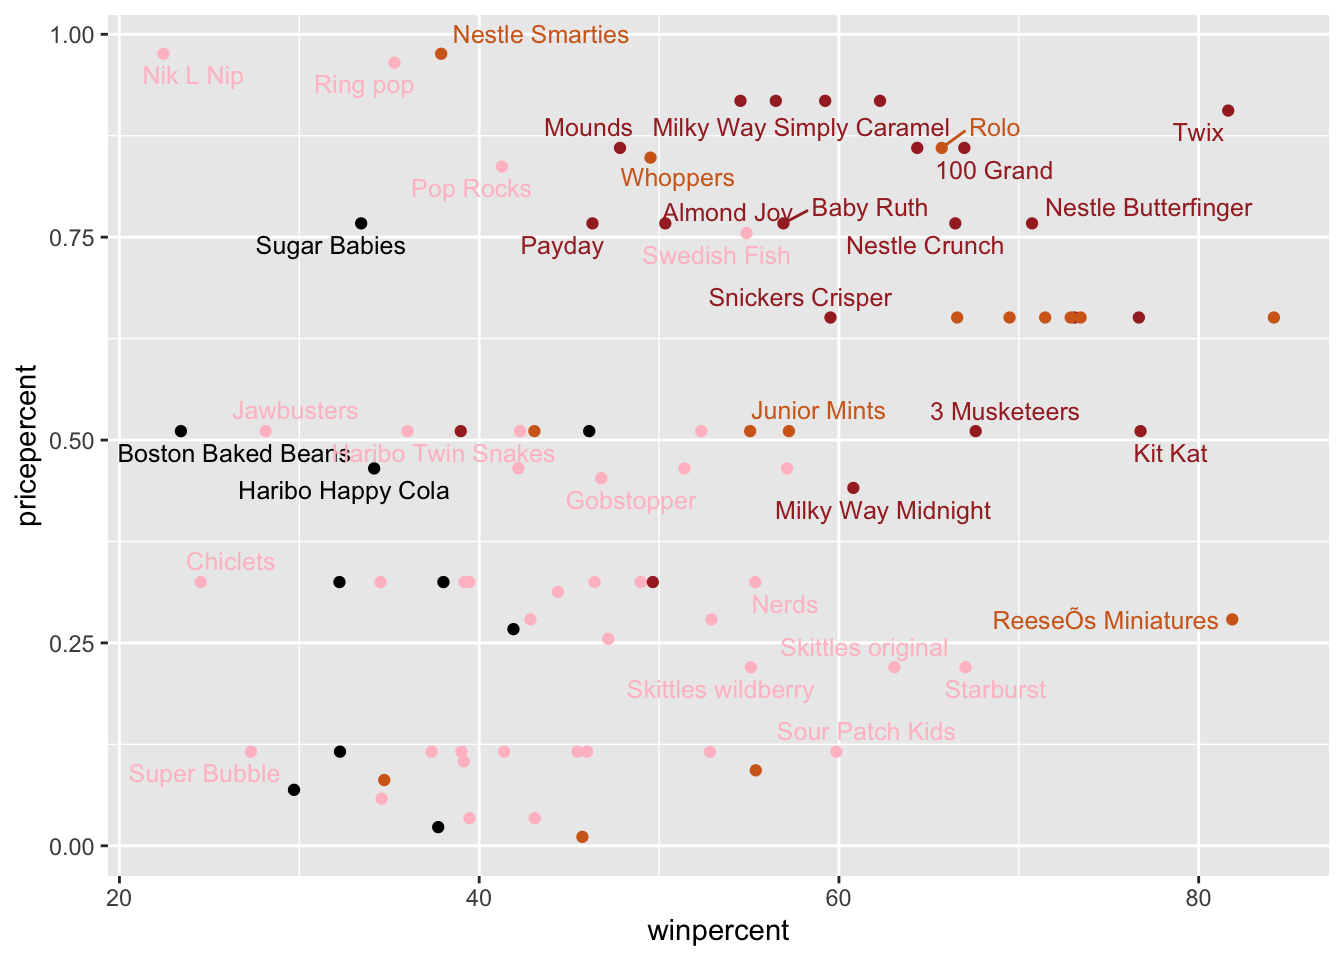 1.00
Nestle Smarties
Nik L Nip
Ring pop
Mounds
Milky Way Simply Caramel
Rolo
Twix
Whoppers
100 Grand
Pop Rocks
Almond Joy
Baby Ruth
Nestle Butterfinger
0.75
Sugar Babies
Payday
Swedish Fish
Nestle Crunch
Snickers Crisper
pricepercent
Jawbusters
Junior Mints
3 Musketeers
0.50
Boston Baked Beans
Haribo Twin Snakes
Kit Kat
Haribo Happy Cola
Gobstopper
Milky Way Midnight
Chiclets
Nerds
ReeseÕs Miniatures
0.25
Skittles original
Skittles wildberry
Starburst
Sour Patch Kids
Super Bubble
0.00
20
40
60
80
winpercent